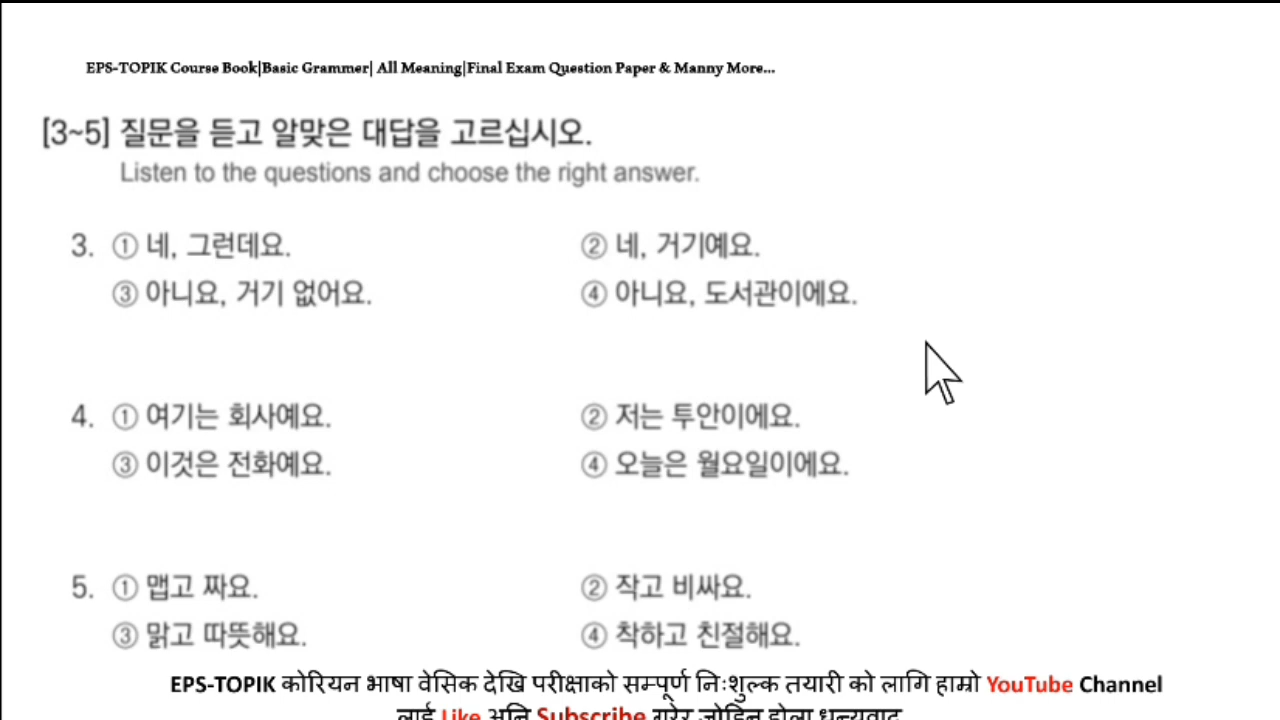 EPS-TOPIK Course Book|Basic Grammer| All Meaning|Final Exam Question Paper & Manny More...
[3~5] 질문을 듣고 알맞은 대답을 고르십시오.
Listen to the questions and choose the right answer.
3. ① 네, 그런데요. ② 네, 거기예요.
③ 아니요, 거기 없어요. ④ 아니요, 도서관이에요.
4. ① 여기는 회사예요. ② 저는 투안이에요.
③ 이것은 전화예요. ④ 오늘은 월요일이에요.
5. ① 맵고 짜요. ② 작고 비싸요.
③ 맑고 따뜻해요. ④ 착하고 친절해요.
EPS-TOPIK कोरियन भाषा वेसिक देखि परीक्षाको सम्पूर्ण निःशुल्क तयारी को लागि हाम्रो YouTube Channel
लाई Like अनि Subscribe गरेर जोडिन होला धन्यवाद